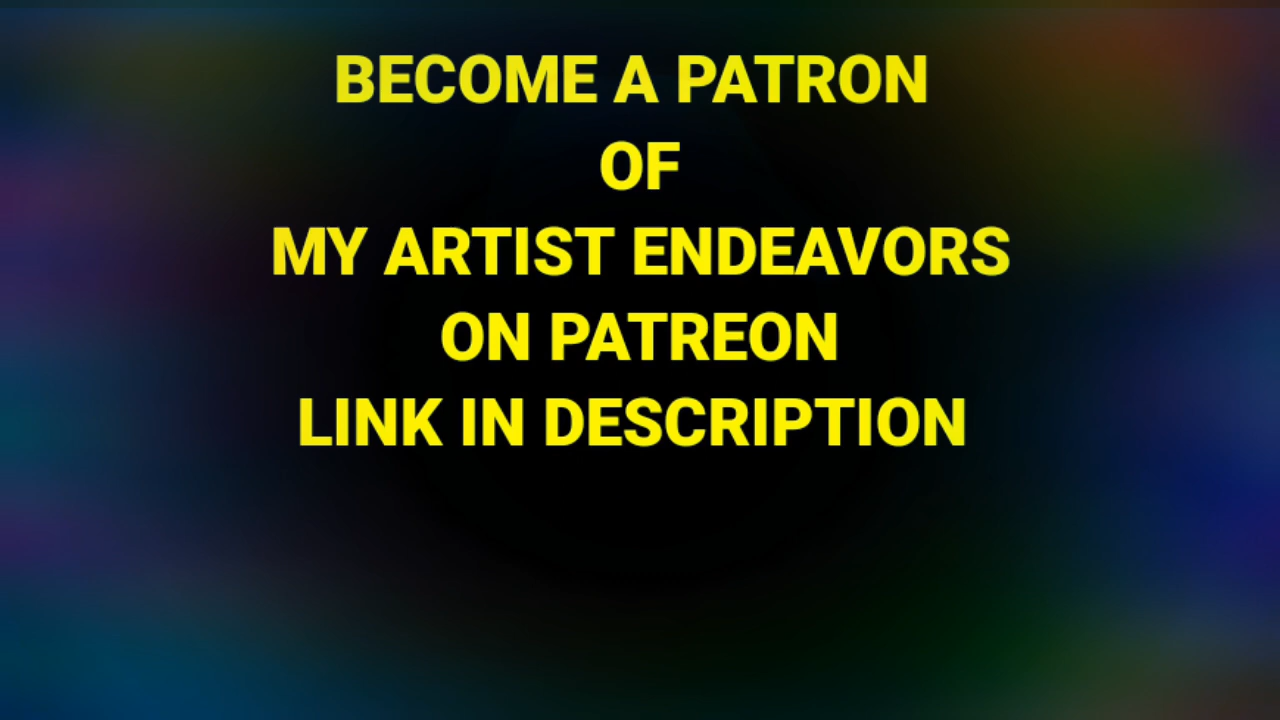 BECOME A PATRON
OF
MY ARTIST ENDEAVORS
ON PATREON
LINK IN DESCRIPTION